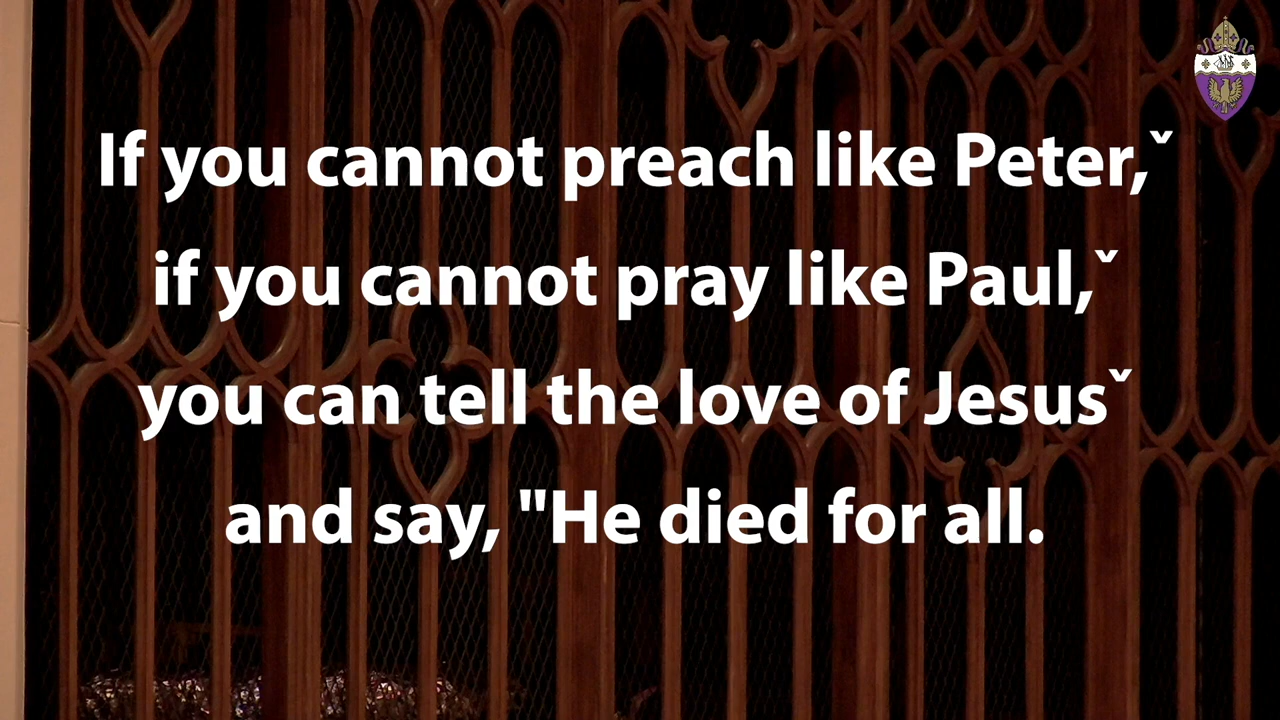 If you cannot preach like Peter,ˇ
if you cannot pray like Paul,ˇ
you can tell the love of Jesusˇ
and say, "He died for all.